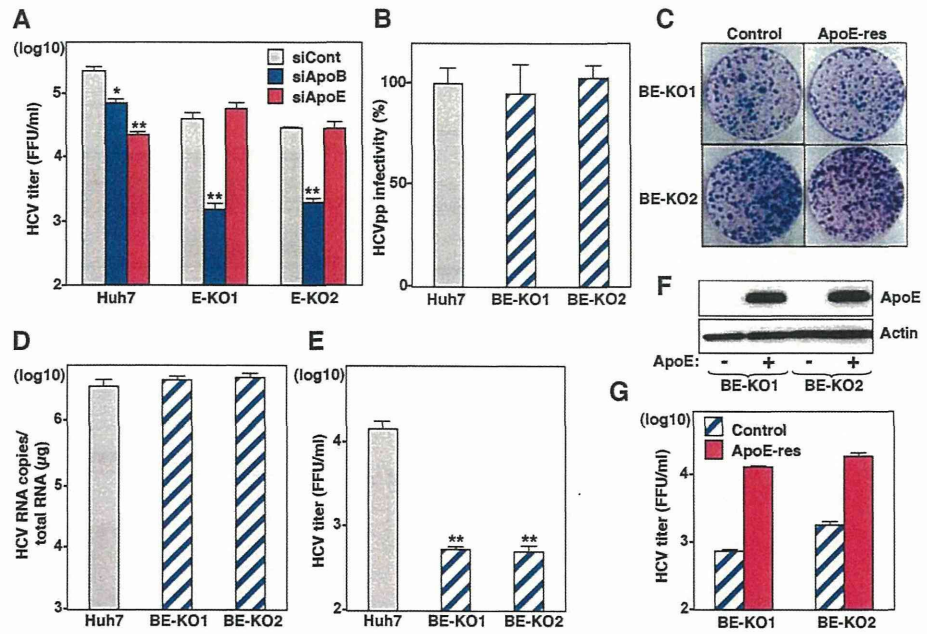 A
(log10)
HCV titer (FFU/ml)
5
4
3
2
siCont
siApoB
siApoE
*
**
**
**
Huh7
E-KO1
E-KO2
B
HCVpp infectivity (%)
100
50
0
Huh7
BE-KO1
BE-KO2
C
Control
ApoE-res
BE-KO1
BE-KO2
D
(log10)
HCV RNA copies/
total RNA (µg)
6
5
4
3
Huh7
BE-KO1
BE-KO2
E
(log10)
HCV titer (FFU/ml)
4
3
2
**
**
Huh7
BE-KO1
BE-KO2
F
ApoE
Actin
ApoE: - + - +
BE-KO1 BE-KO2
G
(log10)
HCV titer (FFU/ml)
4
3
2
Control
ApoE-res
BE-KO1
BE-KO2